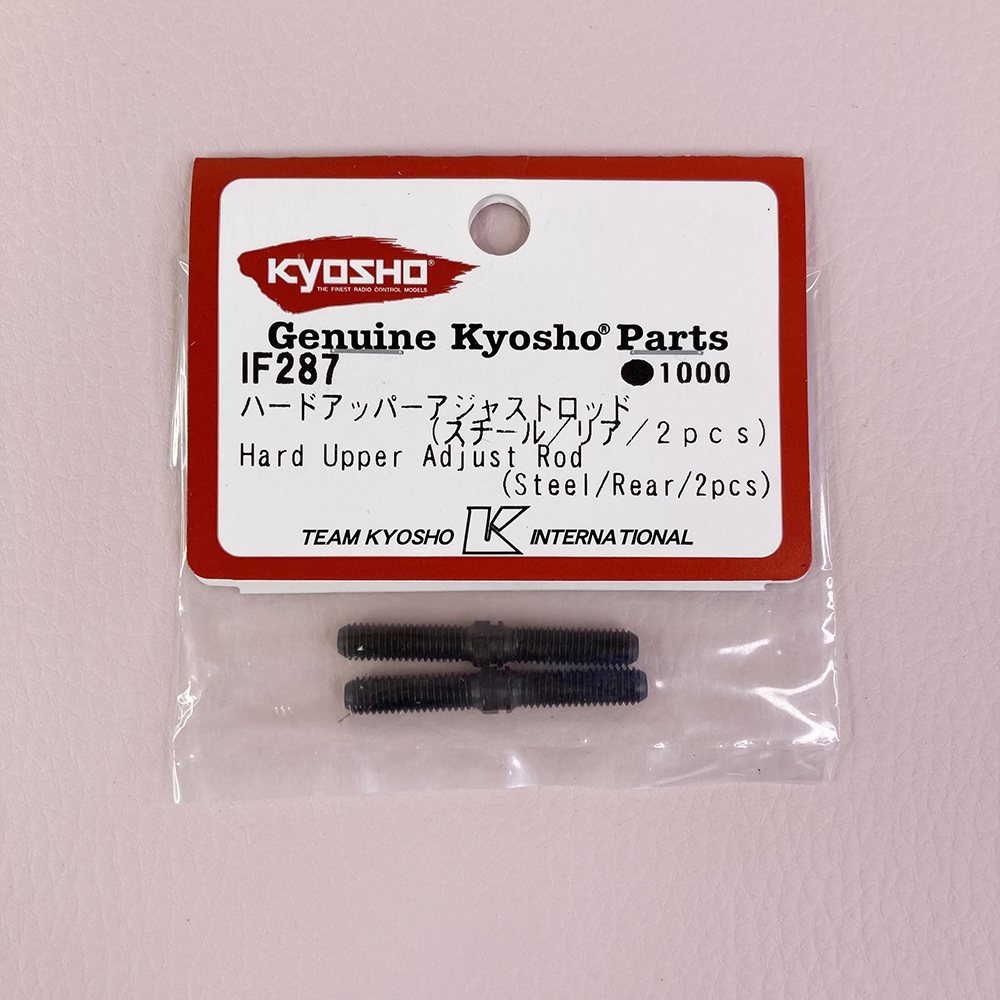 KYOSHO®
THE FINEST RADIO CONTROL MODELS
Genuine Kyosho® Parts
IF287 ●1000
ハードアッパーアジャストロッド
(スチール/リア/2pcs)
Hard Upper Adjust Rod
(Steel/Rear/2pcs)
TEAM KYOSHO K INTERNATIONAL